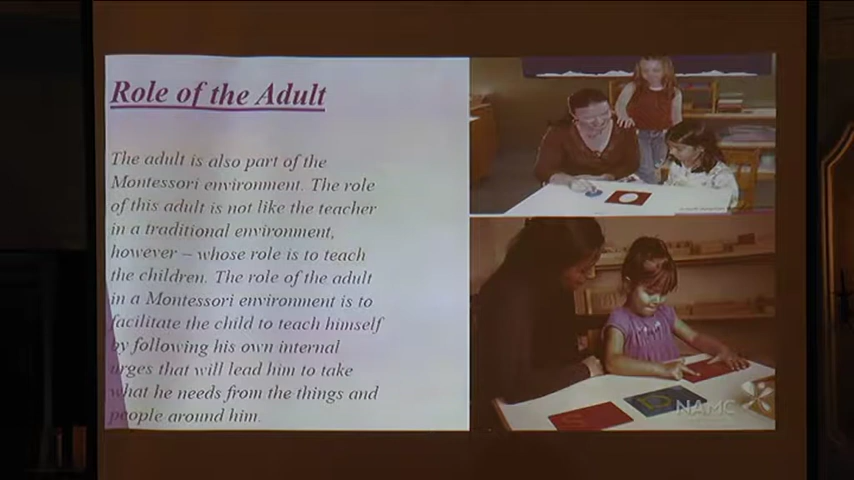 Role of the Adult
The adult is also part of the
Montessori environment. The role
of this adult is not like the teacher
in a traditional environment,
however – whose role is to teach
the children. The role of the adult
in a Montessori environment is to
facilitate the child to teach himself
by following his own internal
urges that will lead him to take
what he needs from the things and
people around him.
NAMC